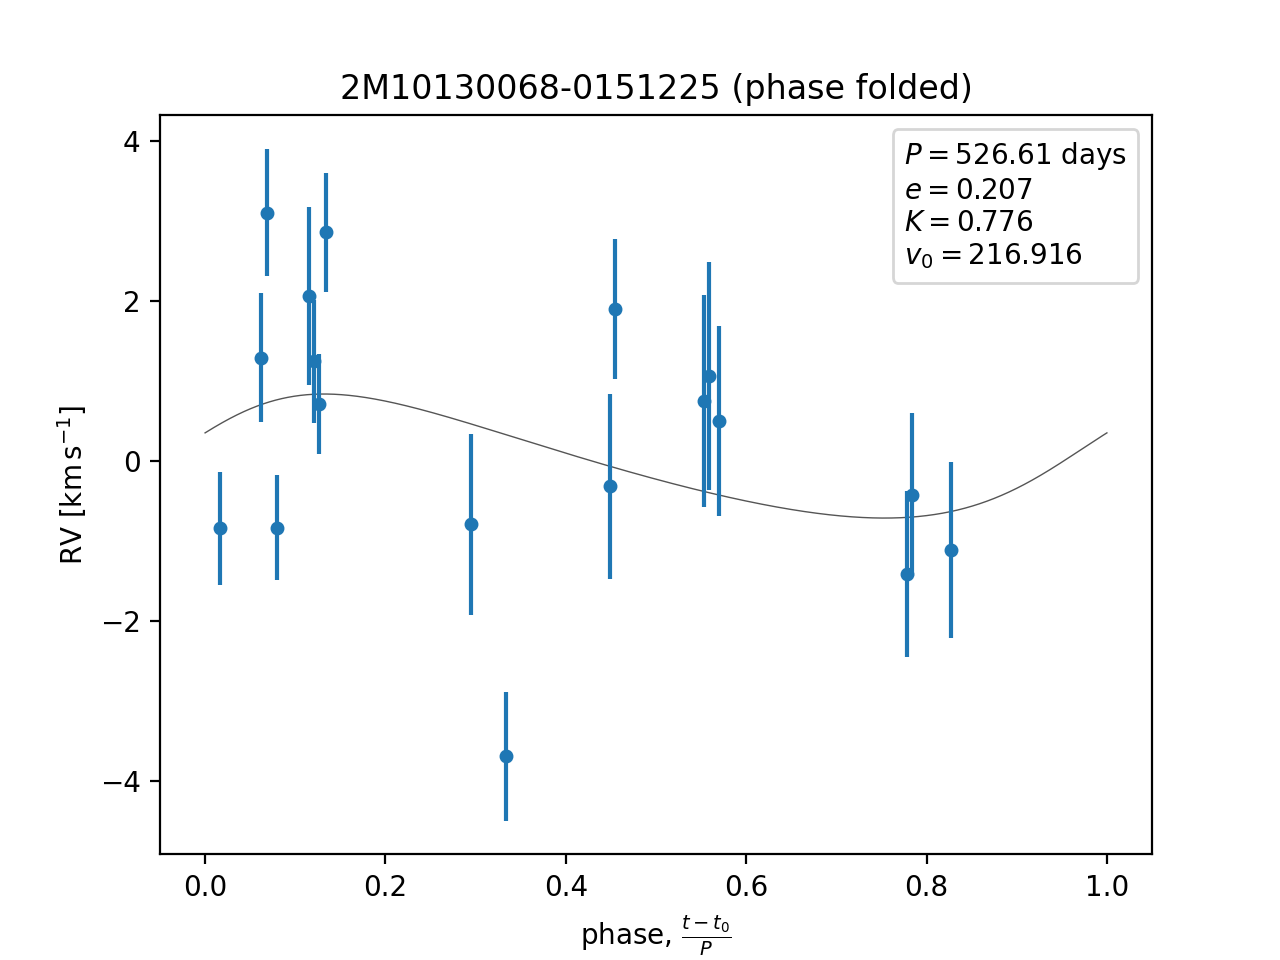 2M10130068-0151225 (phase folded)
P = 526.61 days
e = 0.207
K = 0.776
v₀ = 216.916
4
2
0
−2
−4
RV [km s⁻¹]
0.0 0.2 0.4 0.6 0.8 1.0
phase, (t − t₀)/P